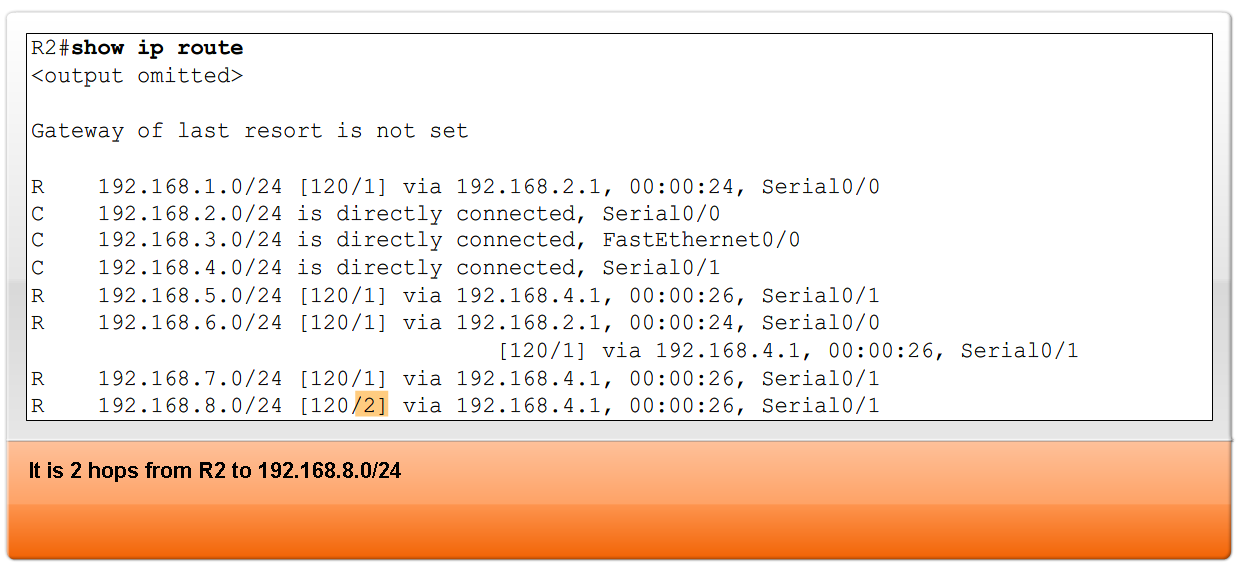 R2#show ip route
<output omitted>
Gateway of last resort is not set
R    192.168.1.0/24 [120/1] via 192.168.2.1, 00:00:24, Serial0/0
C    192.168.2.0/24 is directly connected, Serial0/0
C    192.168.3.0/24 is directly connected, FastEthernet0/0
C    192.168.4.0/24 is directly connected, Serial0/1
R    192.168.5.0/24 [120/1] via 192.168.4.1, 00:00:26, Serial0/1
R    192.168.6.0/24 [120/1] via 192.168.2.1, 00:00:24, Serial0/0
                    [120/1] via 192.168.4.1, 00:00:26, Serial0/1
R    192.168.7.0/24 [120/1] via 192.168.4.1, 00:00:26, Serial0/1
R    192.168.8.0/24 [120/2] via 192.168.4.1, 00:00:26, Serial0/1
It is 2 hops from R2 to 192.168.8.0/24